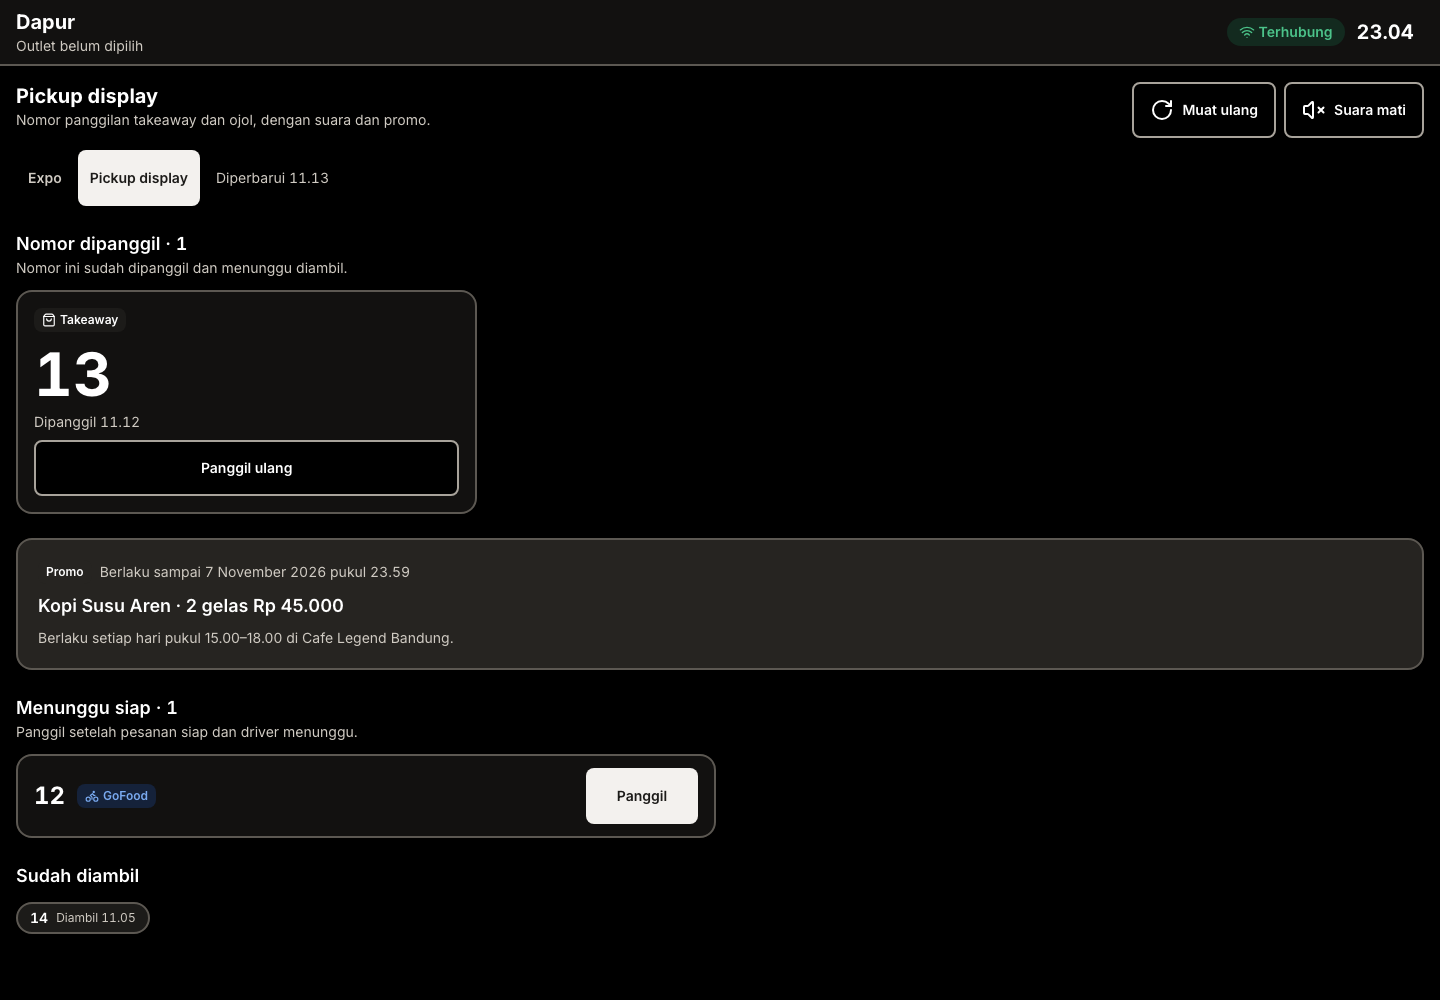 Dapur
Outlet belum dipilih
Terhubung
23.04
Pickup display
Nomor panggilan takeaway dan ojol, dengan suara dan promo.
Muat ulang
Suara mati
Expo
Pickup display
Diperbarui 11.13
Nomor dipanggil · 1
Nomor ini sudah dipanggil dan menunggu diambil.
Takeaway
13
Dipanggil 11.12
Panggil ulang
Promo
Berlaku sampai 7 November 2026 pukul 23.59
Kopi Susu Aren · 2 gelas Rp 45.000
Berlaku setiap hari pukul 15.00–18.00 di Cafe Legend Bandung.
Menunggu siap · 1
Panggil setelah pesanan siap dan driver menunggu.
12
GoFood
Panggil
Sudah diambil
14 Diambil 11.05